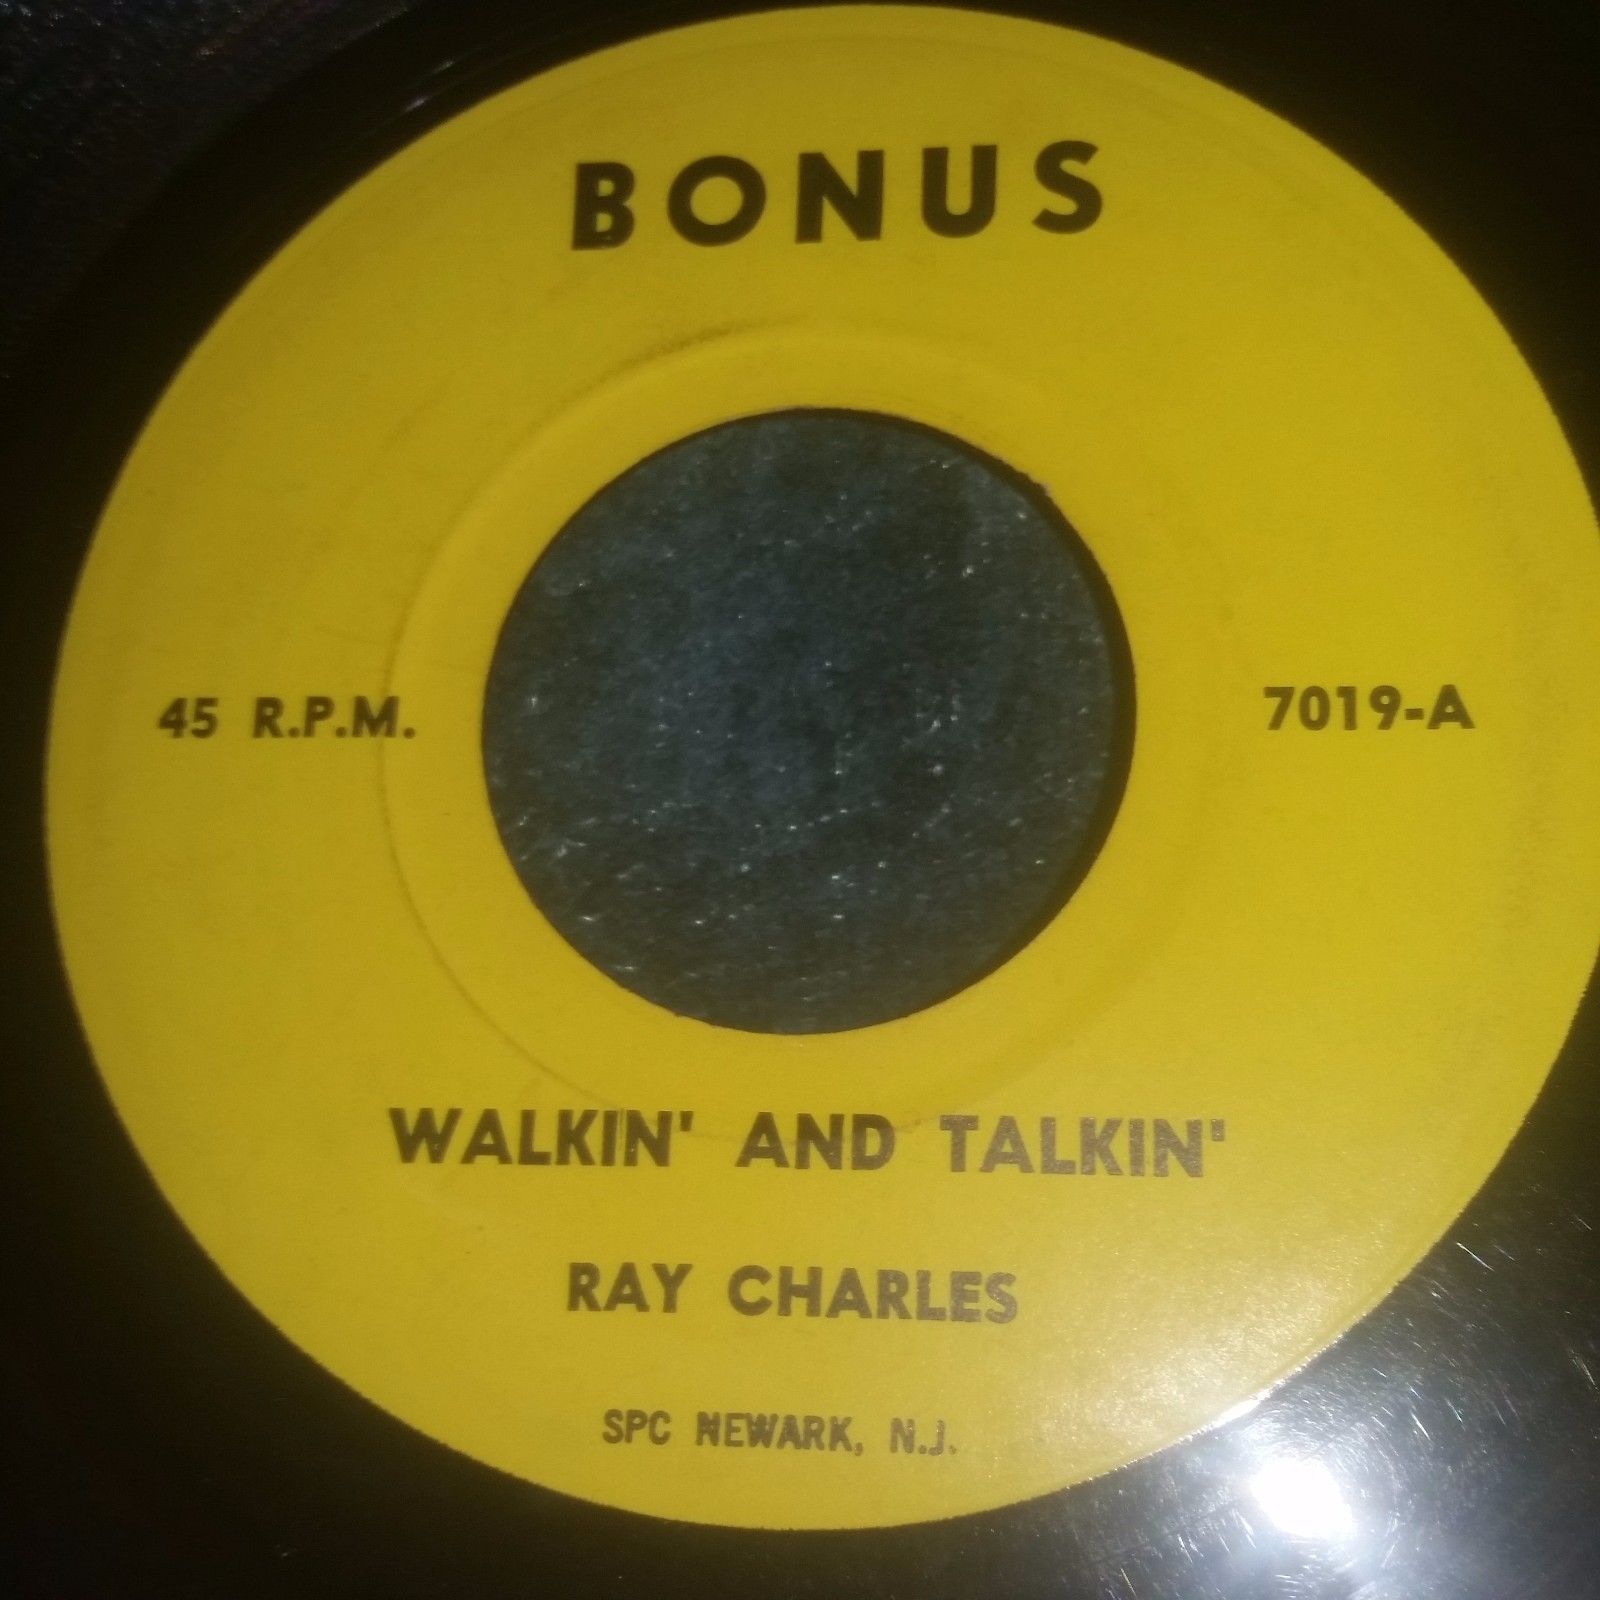 BONUS
45 R.P.M.
7019-A
WALKIN' AND TALKIN'
RAY CHARLES
SPC NEWARK, N.J.